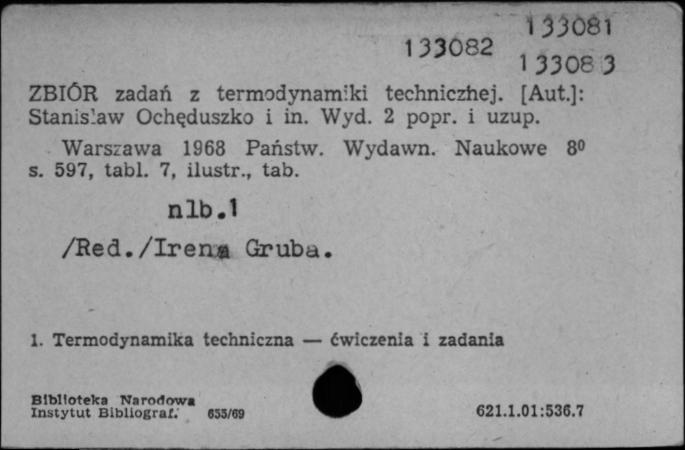 133081
133082
133083
ZBIÓR zadań z termodynamiki technicznej. [Aut.]:
Stanisław Ochęduszko i in. Wyd. 2 popr. i uzup.
Warszawa 1968 Państw. Wydawn. Naukowe 8⁰
s. 597, tabl. 7, ilustr., tab.
nlb.1
/Red./Irena Gruba.
1. Termodynamika techniczna — ćwiczenia i zadania
Biblioteka Narodowa
Instytut Bibliograf. 655/69
621.1.01:536.7